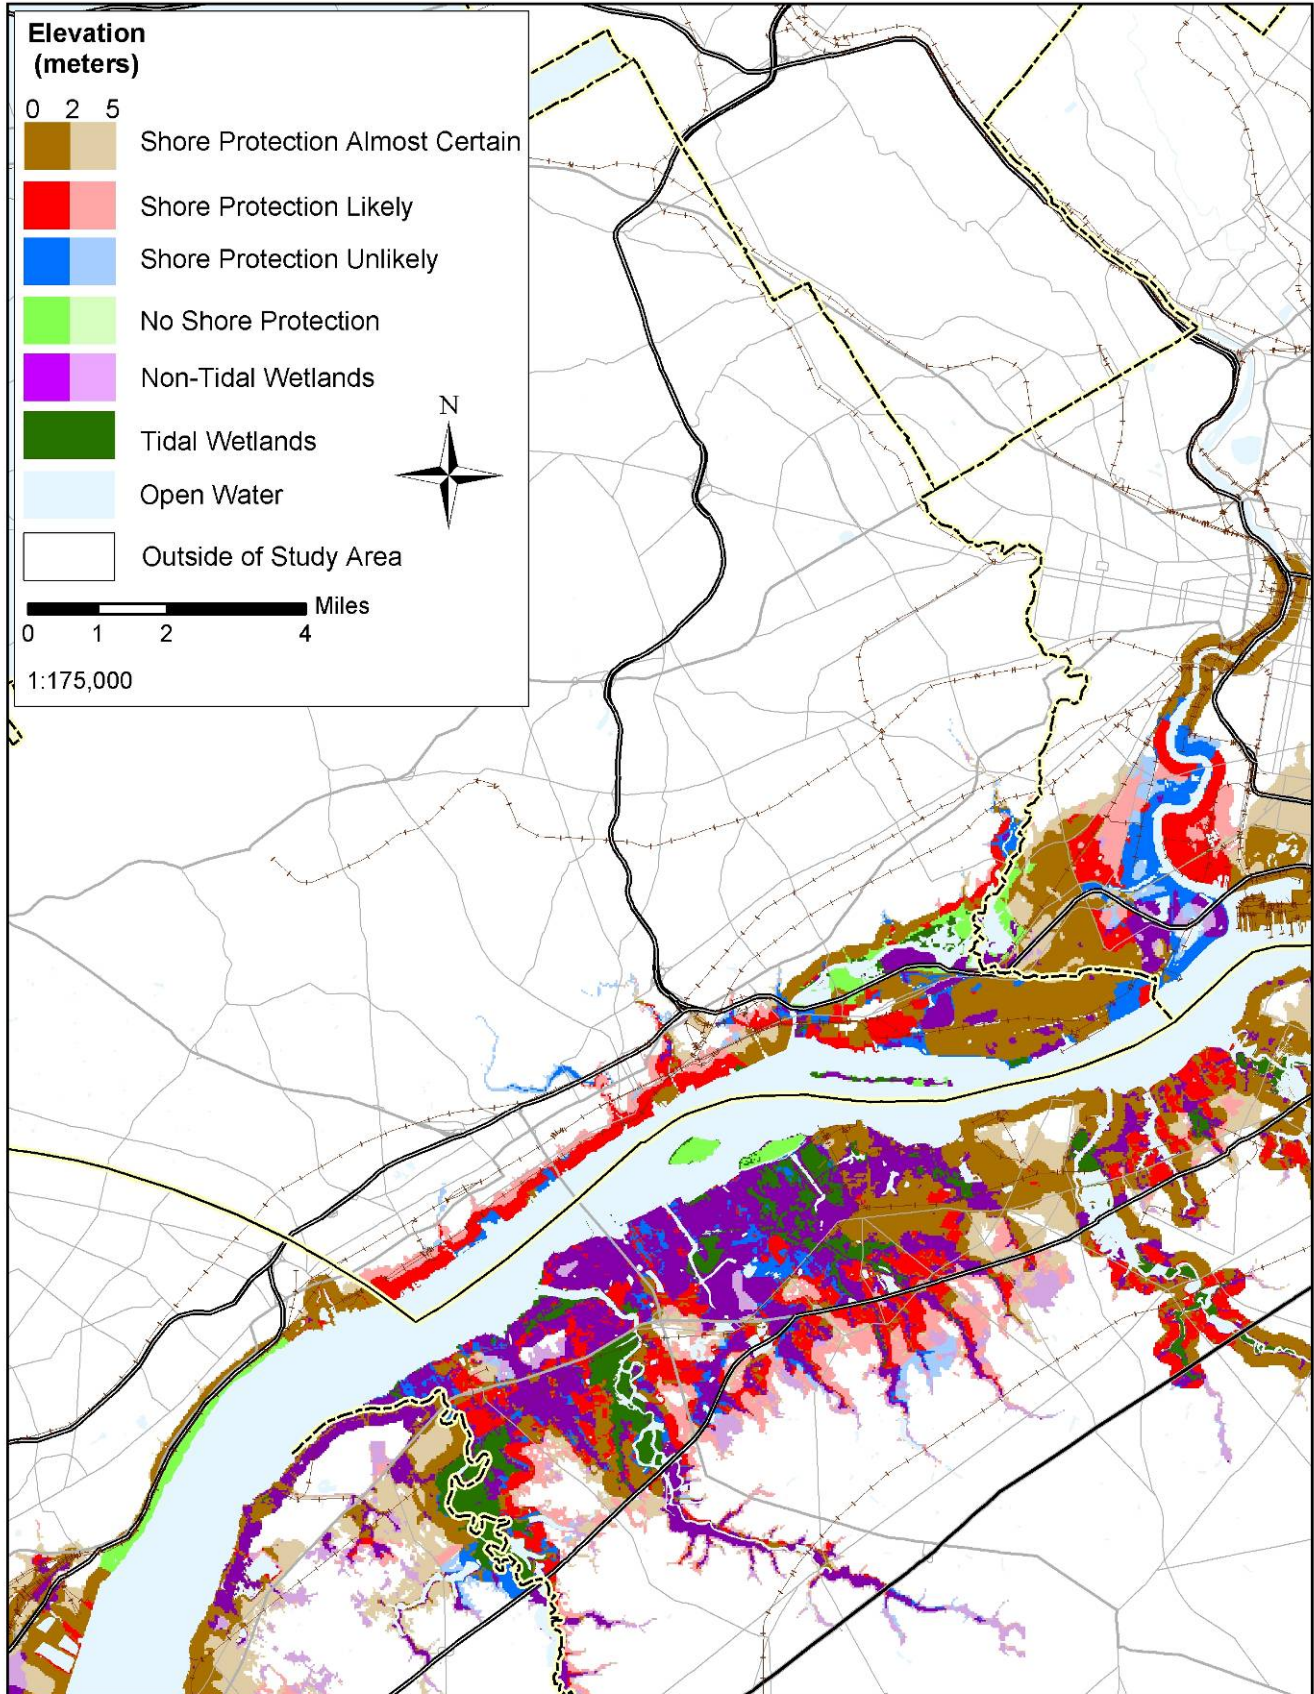 Elevation
(meters)
0 2 5
Shore Protection Almost Certain
Shore Protection Likely
Shore Protection Unlikely
No Shore Protection
Non-Tidal Wetlands
N
Tidal Wetlands
Open Water
Outside of Study Area
Miles
0 1 2 4
1:175,000